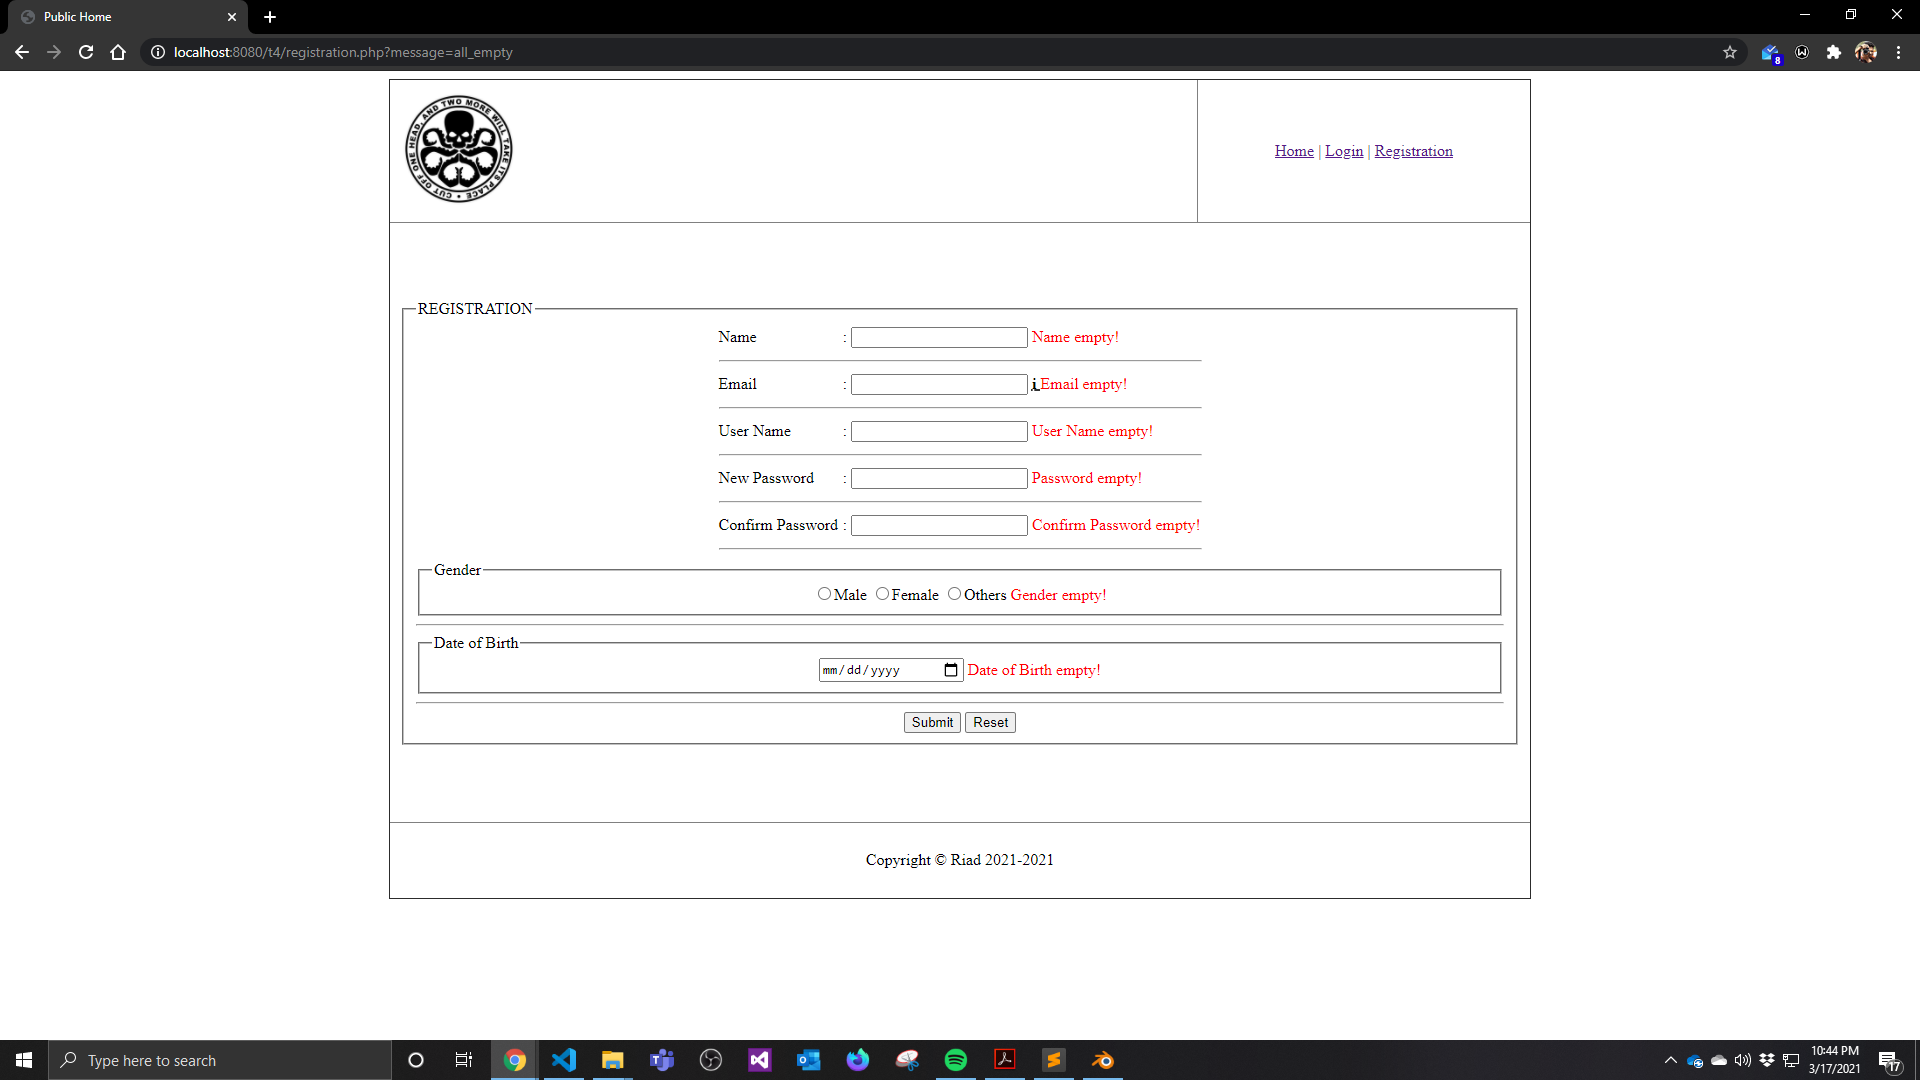 Public Home
localhost:8080/t4/registration.php?message=all_empty
8
CUT OFF ONE HEAD, AND TWO MORE WILL TAKE ITS PLACE
Home | Login | Registration
REGISTRATION
Name : Name empty!
Email : i Email empty!
User Name : User Name empty!
New Password : Password empty!
Confirm Password : Confirm Password empty!
Gender
Male Female Others Gender empty!
Date of Birth
mm/dd/yyyy Date of Birth empty!
Submit Reset
Copyright © Riad 2021-2021
Type here to search
10:44 PM
3/17/2021
17